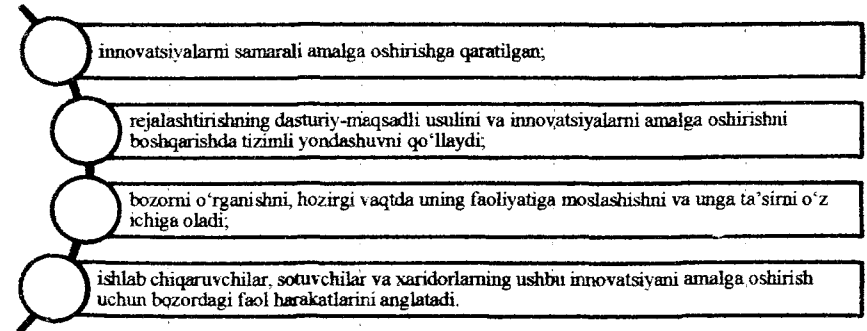 innovatsiyalarni samarali amalga oshirishga qaratilgan;
rejalashtirishning dasturiy-maqsadli usulini va innovatsiyalarni amalga oshirishni
boshqarishda tizimli yondashuvni qo‘llaydi;
bozorni o‘rganishni, hozirgi vaqtda uning faoliyatiga moslashishni va unga ta’sirni o‘z
ichiga oladi;
ishlab chiqaruvchilar, sotuvchilar va xaridorlarning ushbu innovatsiyani amalga oshirish
uchun bozordagi faol harakatlarini anglatadi.